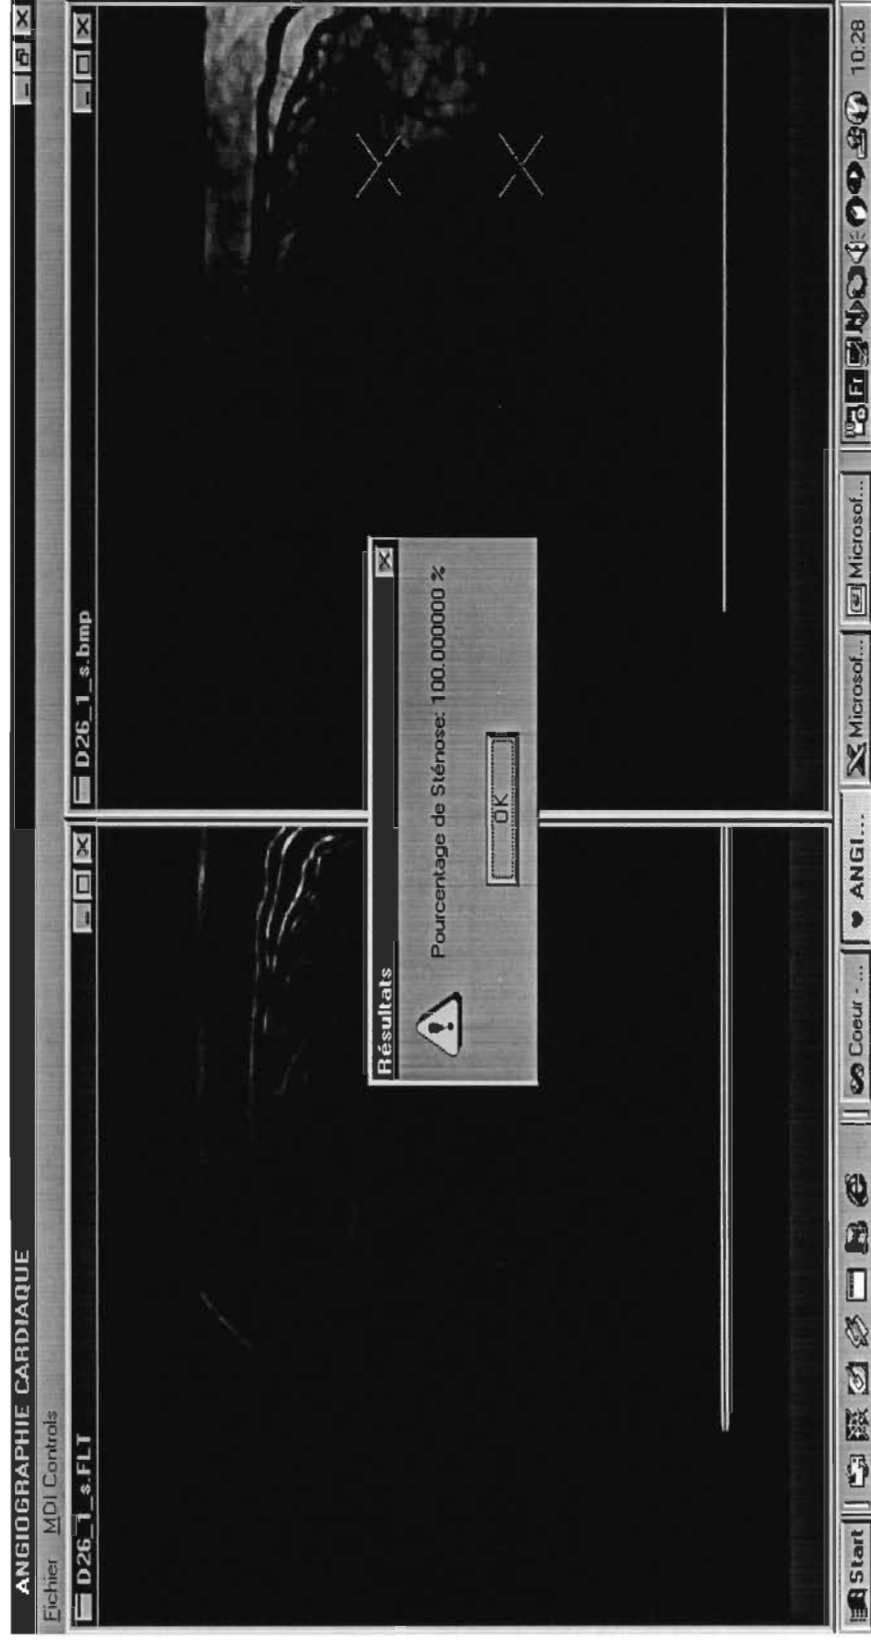 ANGIOGRAPHIE CARDIAQUE
Fichier MDI Controls
D26_1_s.FLT
D26_1_s.bmp
Résultats
Pourcentage de Sténose: 100.000000 %
OK
Start
Coeur - ...
ANGI...
Microsof...
Microsof...
Fr
10:28